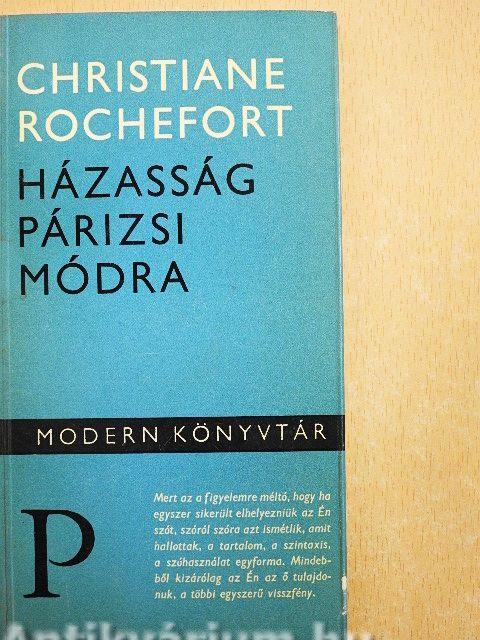 CHRISTIANE
ROCHEFORT
HÁZASSÁG
PÁRIZSI
MÓDRA
MODERN KÖNYVTÁR
P
Mert az a figyelemre méltó, hogy ha
egyszer sikerült elhelyezniük az Én
szót, szóról szóra azt ismétlik, amit
hallottak, a tartalom, a szintaxis,
a szóhasználat egyforma. Mindeb-
ből kizárólag az Én az ő tulajdo-
nuk, a többi egyszerű visszfény.
Antikvárium.hu